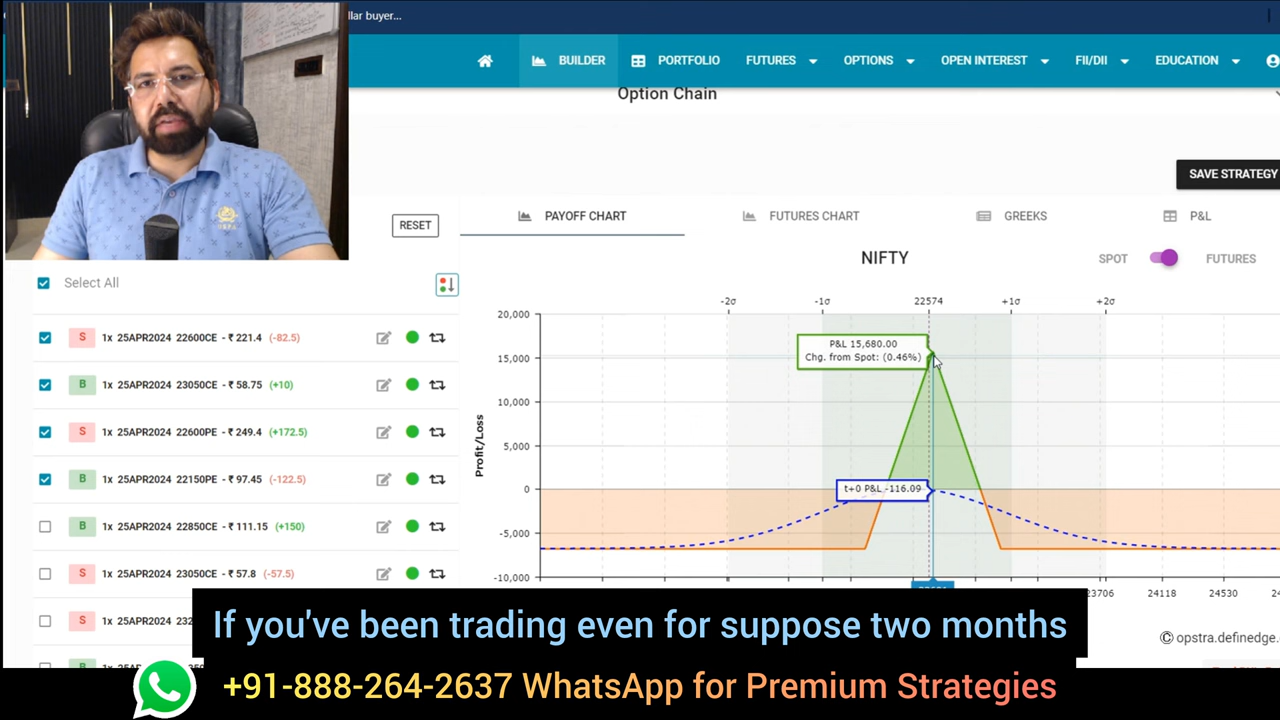 llar buyer...
BUILDER
PORTFOLIO
FUTURES
OPTIONS
OPEN INTEREST
FII/DII
EDUCATION
Option Chain
SAVE STRATEGY
RESET
PAYOFF CHART
FUTURES CHART
GREEKS
P&L
NIFTY
SPOT
FUTURES
Select All
S 1x 25APR2024 22600CE - ₹ 221.4 (-82.5)
B 1x 25APR2024 23050CE - ₹ 58.75 (+10)
S 1x 25APR2024 22600PE - ₹ 249.4 (+172.5)
B 1x 25APR2024 22150PE - ₹ 97.45 (-122.5)
B 1x 25APR2024 22850CE - ₹ 111.15 (+150)
S 1x 25APR2024 23050CE - ₹ 57.8 (-57.5)
S 1x 25APR2024
-2σ -1σ 22574 +1σ +2σ
20,000
15,000
10,000
5,000
0
-5,000
-10,000
Profit/Loss
P&L 15,680.00
Chg. from Spot: (0.46%)
t+0 P&L -116.09
23706 24118 24530
© opstra.definedge.
If you've been trading even for suppose two months
+91-888-264-2637 WhatsApp for Premium Strategies